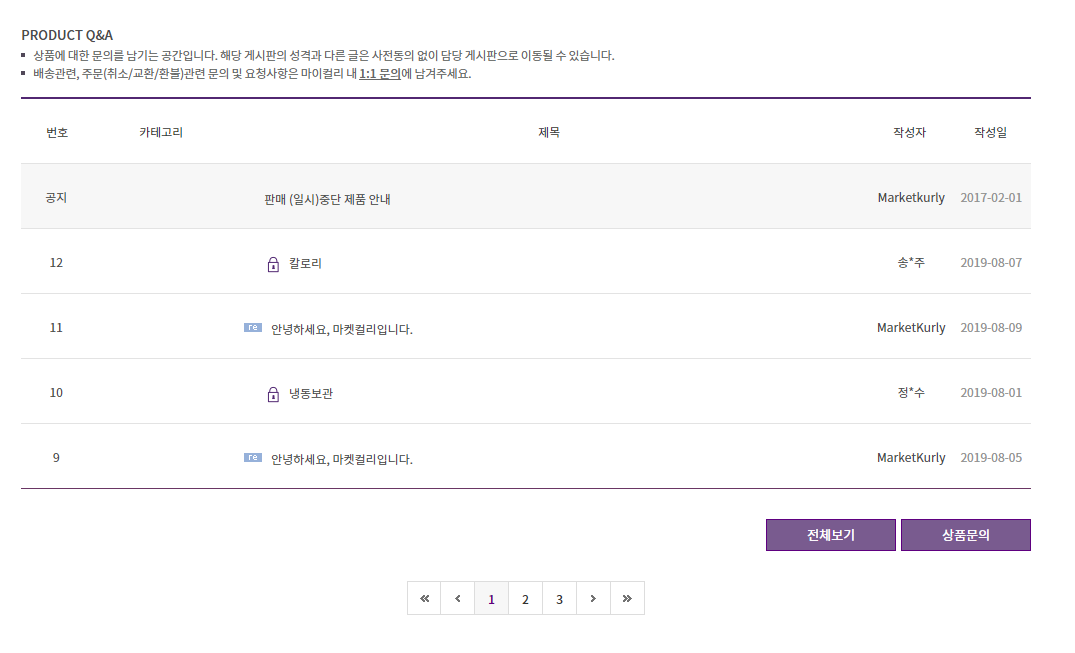 PRODUCT Q&A
상품에 대한 문의를 남기는 공간입니다. 해당 게시판의 성격과 다른 글은 사전동의 없이 담당 게시판으로 이동될 수 있습니다.
배송관련, 주문(취소/교환/환불)관련 문의 및 요청사항은 마이컬리 내 1:1 문의에 남겨주세요.
번호 카테고리 제목 작성자 작성일
공지 판매 (일시)중단 제품 안내 Marketkurly 2017-02-01
12 칼로리 송*주 2019-08-07
11 re 안녕하세요, 마켓컬리입니다. MarketKurly 2019-08-09
10 냉동보관 정*수 2019-08-01
9 re 안녕하세요, 마켓컬리입니다. MarketKurly 2019-08-05
전체보기 상품문의
« ‹ 1 2 3 › »